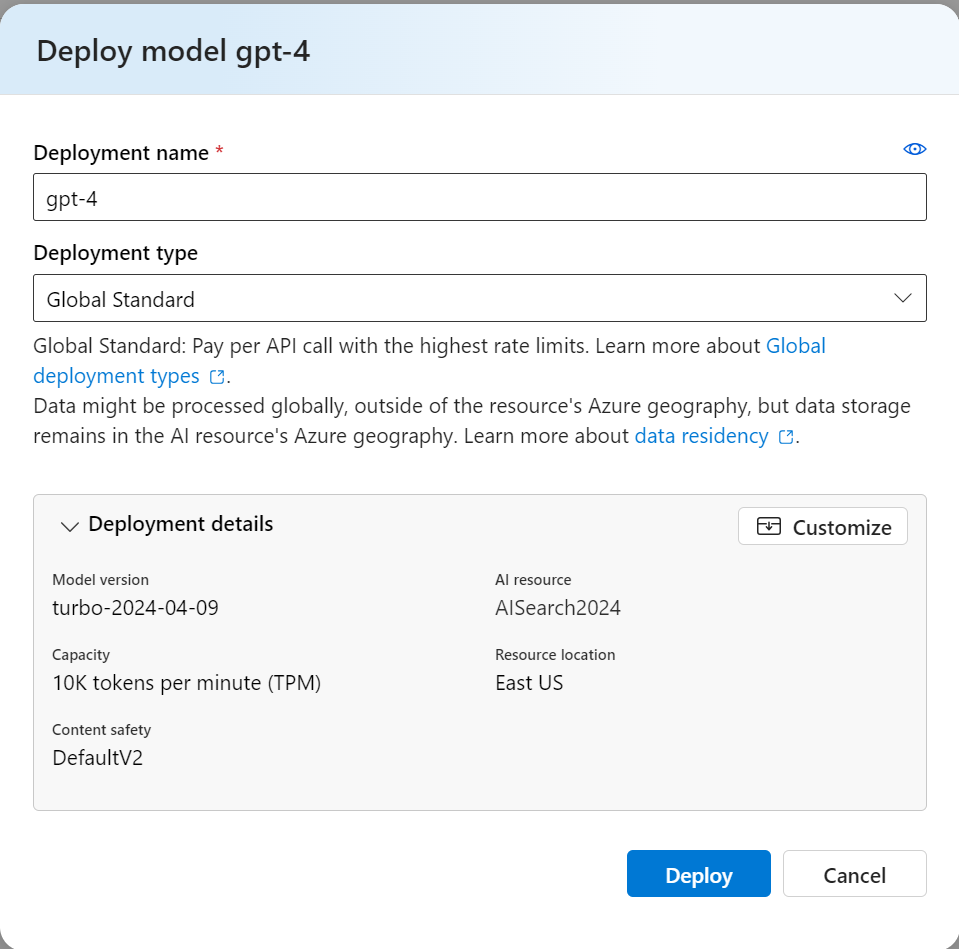 Deploy model gpt-4
Deployment name *
gpt-4
Deployment type
Global Standard
Global Standard: Pay per API call with the highest rate limits. Learn more about Global
deployment types.
Data might be processed globally, outside of the resource's Azure geography, but data storage
remains in the AI resource's Azure geography. Learn more about data residency.
Deployment details
Customize
Model version
turbo-2024-04-09
AI resource
AISearch2024
Capacity
10K tokens per minute (TPM)
Resource location
East US
Content safety
DefaultV2
Deploy
Cancel